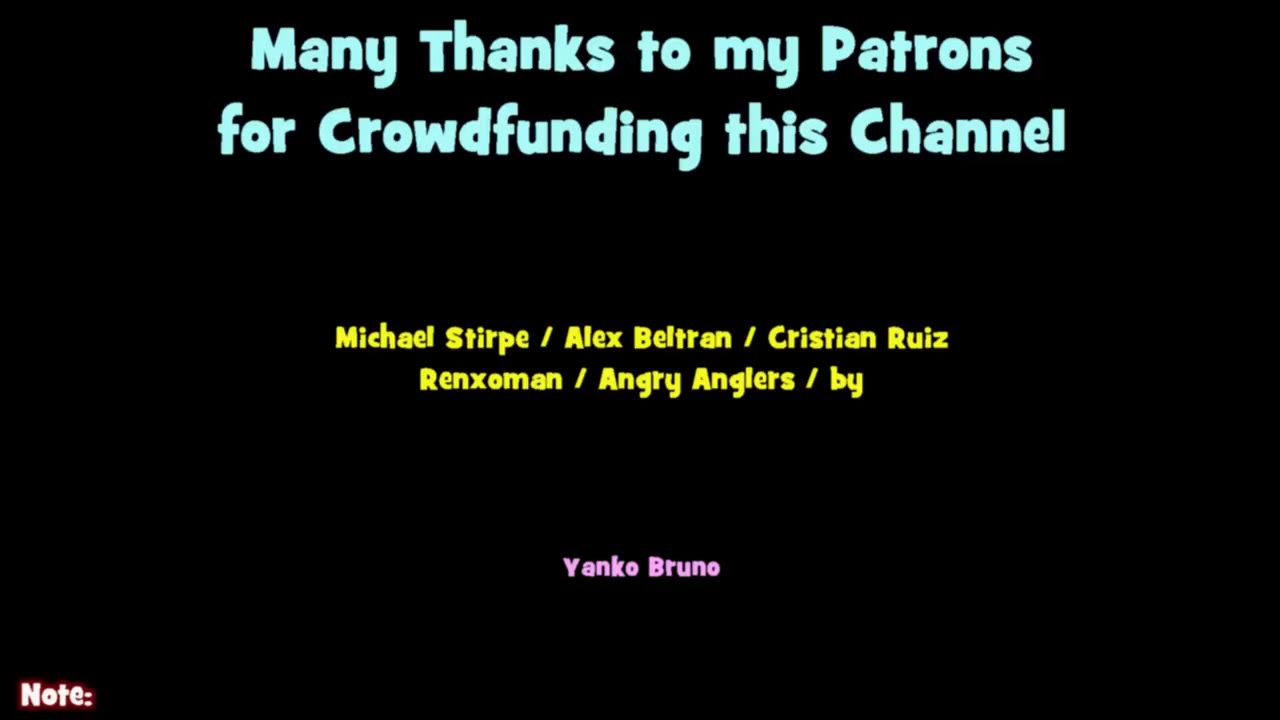 Many Thanks to my Patrons
for Crowdfunding this Channel
Michael Stirpe / Alex Beltran / Cristian Ruiz
Renxoman / Angry Anglers / by
Yanko Bruno
Note: